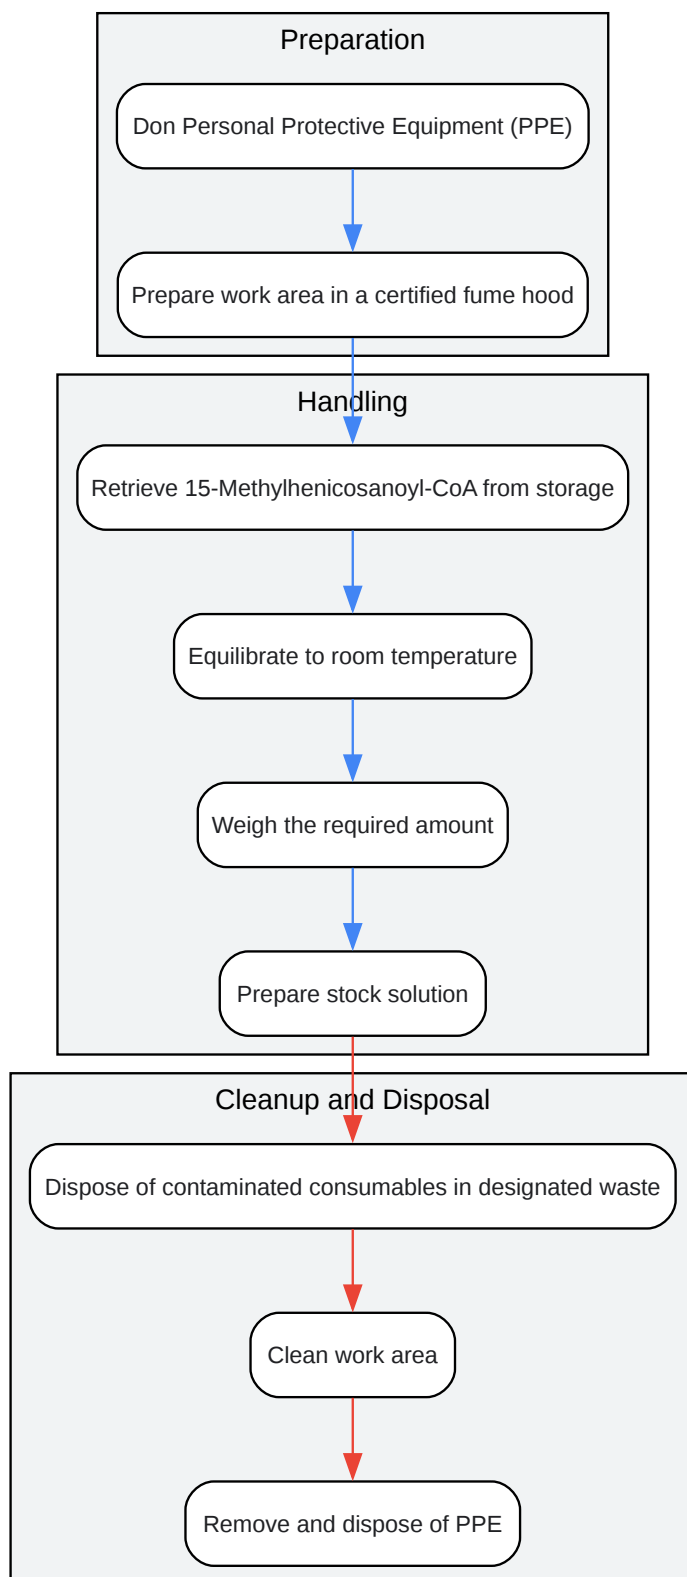 Preparation
Don Personal Protective Equipment (PPE)
Prepare work area in a certified fume hood
Handling
Retrieve 15-Methylhenicosanoyl-CoA from storage
Equilibrate to room temperature
Weigh the required amount
Prepare stock solution
Cleanup and Disposal
Dispose of contaminated consumables in designated waste
Clean work area
Remove and dispose of PPE